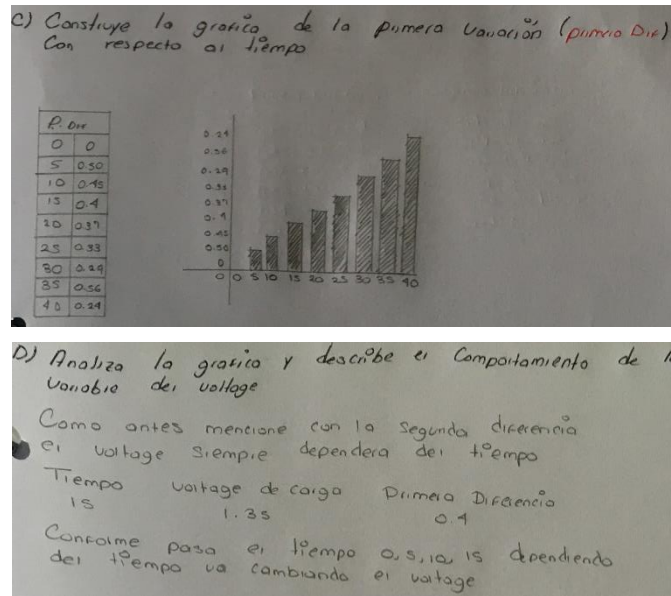 C) Construye la grafica de la primera variación (primera Dif)
Con respecto al tiempo
P. Dif
0 0
5 0.50
10 0.45
15 0.4
20 0.37
25 0.33
30 0.29
35 0.56
40 0.24
0.24
0.56
0.29
0.33
0.37
0.4
0.45
0.50
0
0 0 5 10 15 20 25 30 35 40
D) Analiza la grafica y describe el Comportamiento de
Variable del voltage
Como antes mencione con la segunda diferencia
el voltage siempre dependera del tiempo
Tiempo voltage de carga Primera Diferencia
15 1.35 0.4
Conforme pasa el tiempo 0, 5, 10, 15 dependiendo
del tiempo va cambiando el voltage